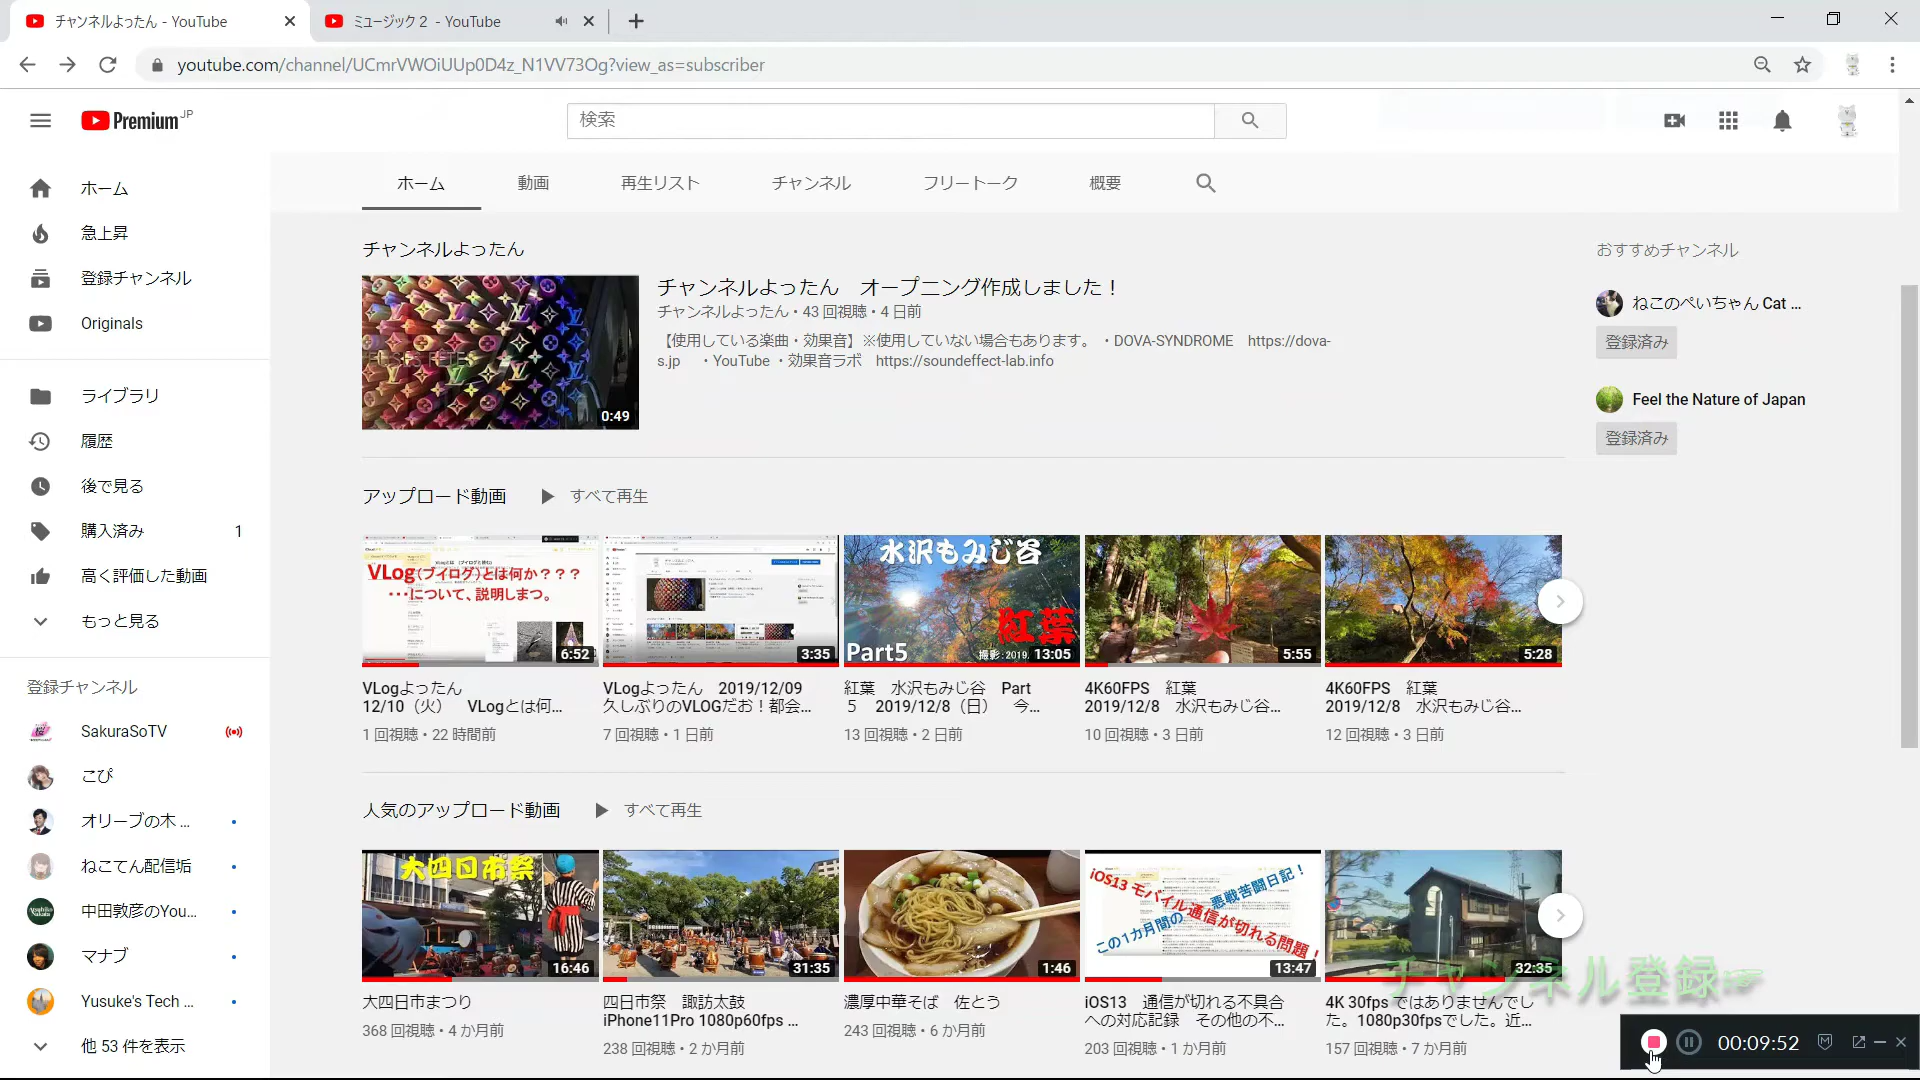 チャンネルよったん - YouTube
ミュージック 2 - YouTube
youtube.com/channel/UCmrVWOiUUp0D4z_N1VV73Og?view_as=subscriber
Premium JP
検索
ホーム
動画
再生リスト
チャンネル
フリートーク
概要
ホーム
急上昇
登録チャンネル
Originals
ライブラリ
履歴
後で見る
購入済み 1
高く評価した動画
もっと見る
登録チャンネル
SakuraSoTV
こぴ
オリーブの木 ...
ねこてん配信垢
中田敦彦のYou...
マナブ
Yusuke's Tech ...
他 53 件を表示
チャンネルよったん
0:49
チャンネルよったん　オープニング作成しました！
チャンネルよったん・43 回視聴・4 日前
【使用している楽曲・効果音】※使用していない場合もあります。 ・DOVA-SYNDROME　https://dova-
s.jp　・YouTube ・効果音ラボ　https://soundeffect-lab.info
おすすめチャンネル
ねこのぺいちゃん Cat ...
登録済み
Feel the Nature of Japan
登録済み
アップロード動画
すべて再生
VLog(ブイログ)とは何か？？？
・・・について、説明しまつ。
6:52
VLogよったん
12/10（火）　VLogとは何...
1 回視聴・22 時間前
3:35
VLogよったん　2019/12/09
久しぶりのVLOGだお！都会...
7 回視聴・1 日前
水沢もみじ谷
紅葉
Part5
撮影:2019.
13:05
紅葉　水沢もみじ谷　Part
５　2019/12/8（日）　今...
13 回視聴・2 日前
5:55
4K60FPS　紅葉
2019/12/8　水沢もみじ谷...
10 回視聴・3 日前
5:28
4K60FPS　紅葉
2019/12/8　水沢もみじ谷...
12 回視聴・3 日前
人気のアップロード動画
すべて再生
大四日市祭
16:46
大四日市まつり
368 回視聴・4 か月前
31:35
四日市祭　諏訪太鼓
iPhone11Pro 1080p60fps ...
238 回視聴・2 か月前
1:46
濃厚中華そば　佐とう
243 回視聴・6 か月前
iOS13 モバイル通信が切れる問題！
この1カ月間の
悪戦苦闘日記！
13:47
iOS13　通信が切れる不具合
への対応記録　その他の不...
203 回視聴・1 か月前
32:35
4K 30fps ではありませんでし
た。1080p30fpsでした。近...
157 回視聴・7 か月前
チャンネル登録☞
00:09:52